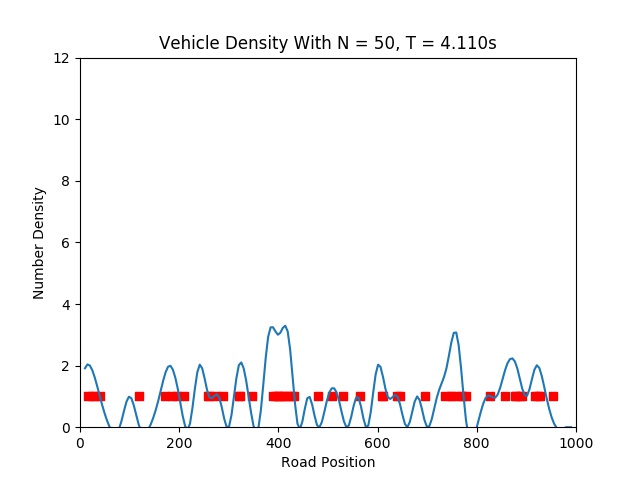 Vehicle Density With N = 50, T = 4.110s
12
10
8
6
4
2
0
Number Density
0 200 400 600 800 1000
Road Position